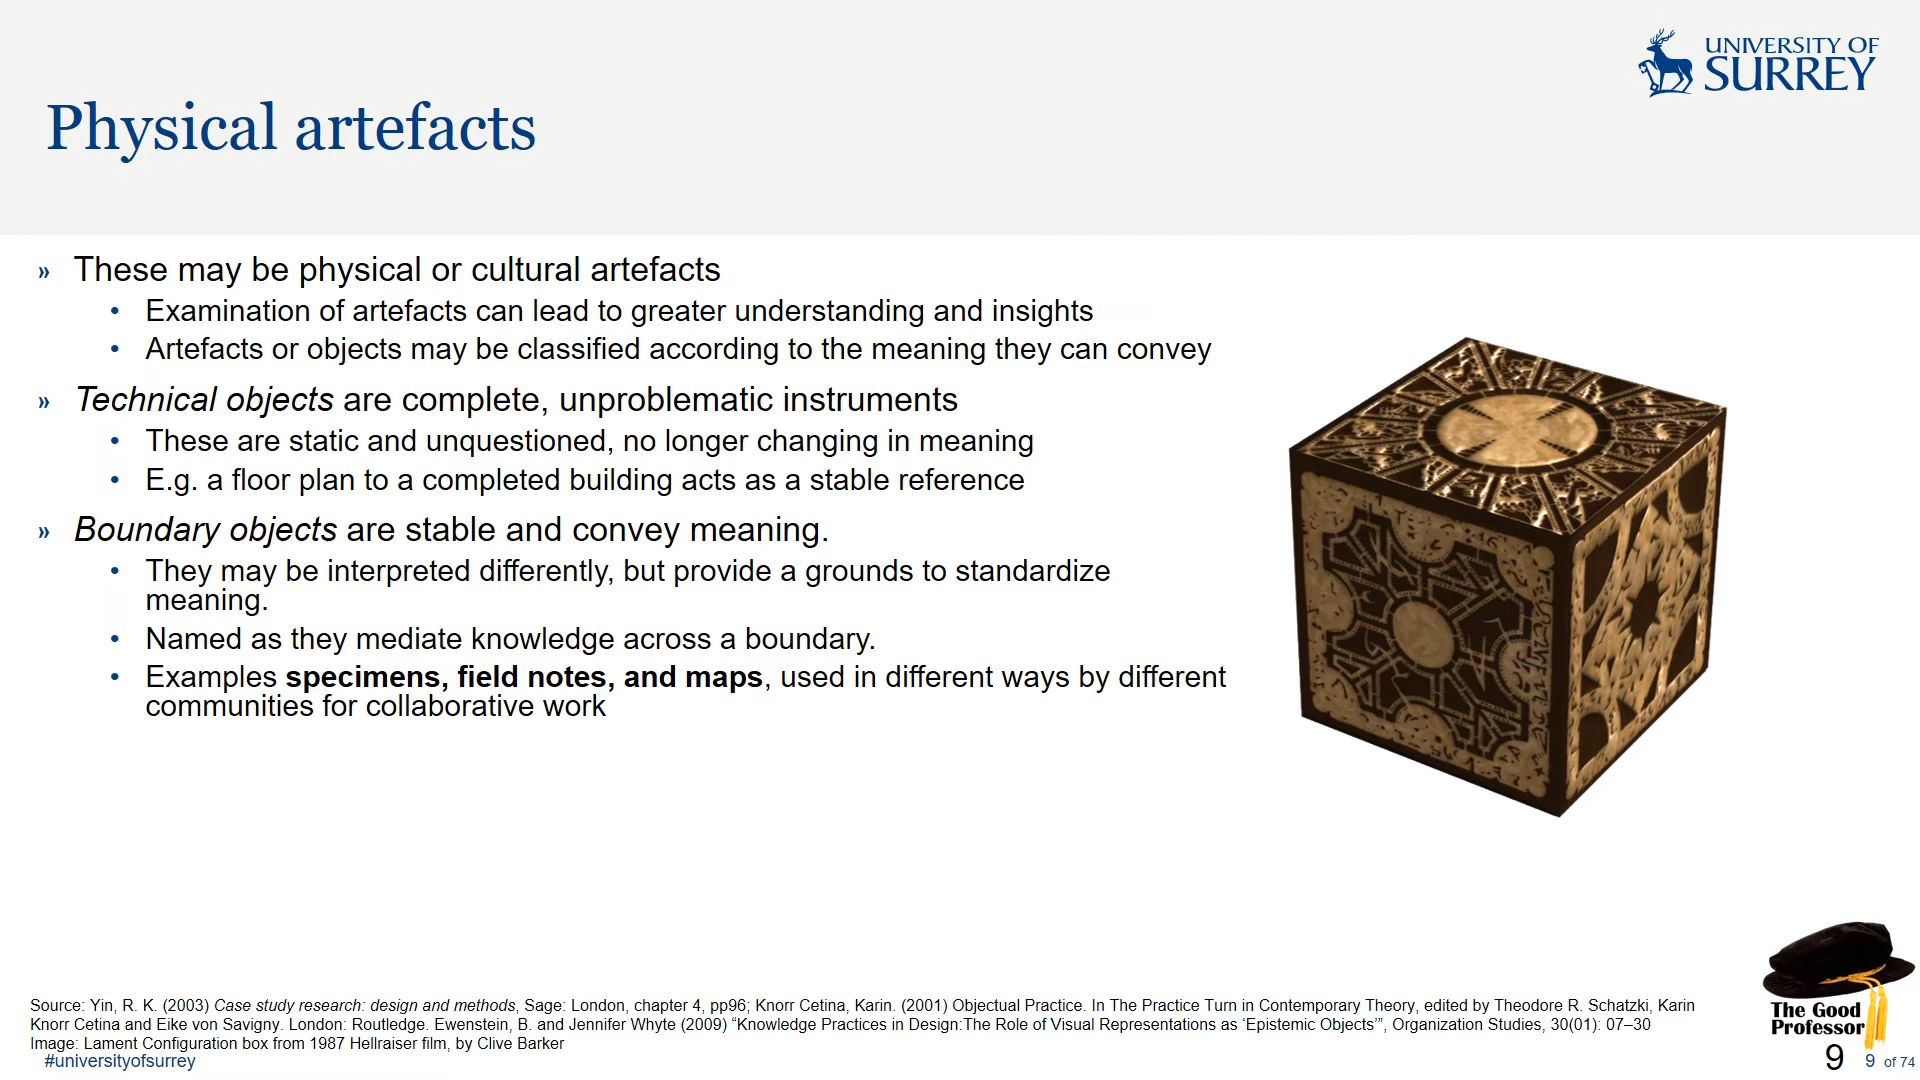 UNIVERSITY OF
SURREY
Physical artefacts
» These may be physical or cultural artefacts
• Examination of artefacts can lead to greater understanding and insights
• Artefacts or objects may be classified according to the meaning they can convey
» Technical objects are complete, unproblematic instruments
• These are static and unquestioned, no longer changing in meaning
• E.g. a floor plan to a completed building acts as a stable reference
» Boundary objects are stable and convey meaning.
• They may be interpreted differently, but provide a grounds to standardize
meaning.
• Named as they mediate knowledge across a boundary.
• Examples specimens, field notes, and maps, used in different ways by different
communities for collaborative work
Source: Yin, R. K. (2003) Case study research: design and methods, Sage: London, chapter 4, pp96; Knorr Cetina, Karin. (2001) Objectual Practice. In The Practice Turn in Contemporary Theory, edited by Theodore R. Schatzki, Karin
Knorr Cetina and Eike von Savigny. London: Routledge. Ewenstein, B. and Jennifer Whyte (2009) “Knowledge Practices in Design:The Role of Visual Representations as ‘Epistemic Objects’”, Organization Studies, 30(01): 07–30
Image: Lament Configuration box from 1987 Hellraiser film, by Clive Barker
#universityofsurrey
The Good
Professor
9 9 of 74